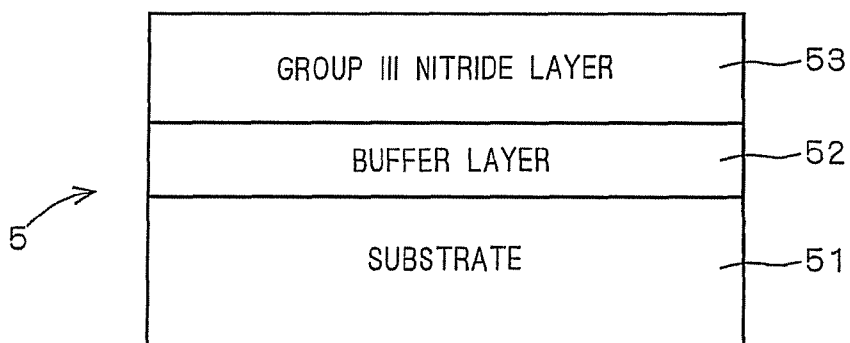 GROUP III NITRIDE LAYER 53
BUFFER LAYER 52
5
SUBSTRATE 51